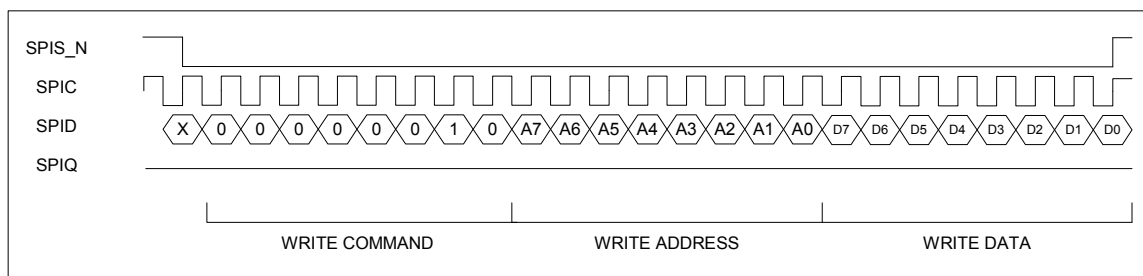 SPIS_N
SPIC
SPID X 0 0 0 0 0 0 1 0 A7 A6 A5 A4 A3 A2 A1 A0 D7 D6 D5 D4 D3 D2 D1 D0
SPIQ
WRITE COMMAND WRITE ADDRESS WRITE DATA